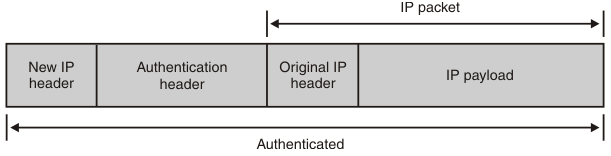 IP packet
New IP
header
Authentication
header
Original IP
header
IP payload
Authenticated